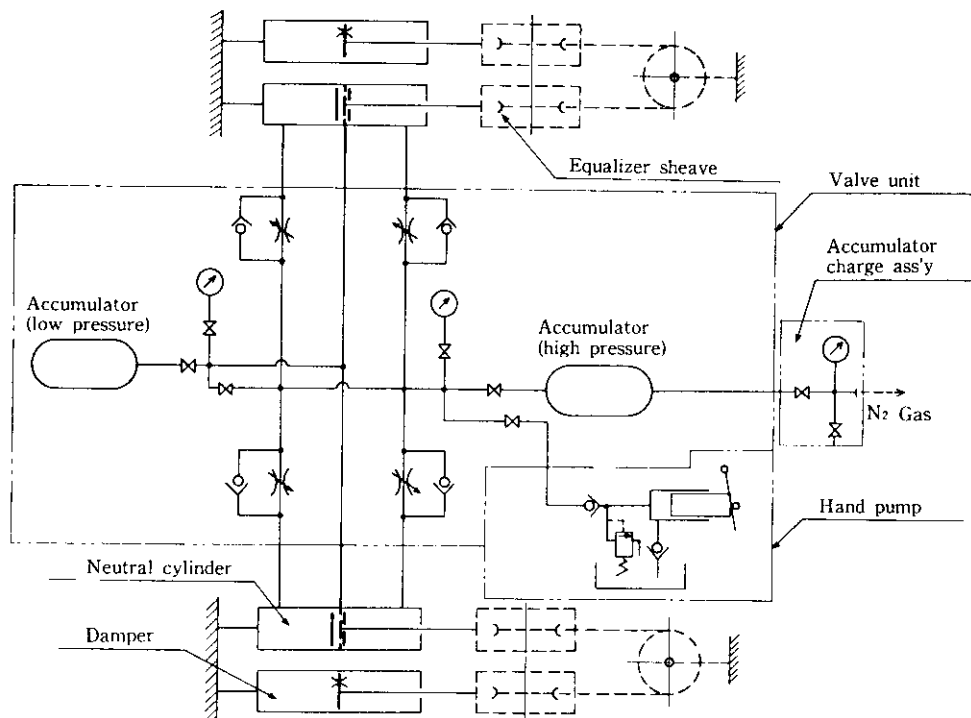 Equalizer sheave
Valve unit
Accumulator
charge ass'y
Accumulator
(low pressure)
Accumulator
(high pressure)
N₂ Gas
Hand pump
Neutral cylinder
Damper